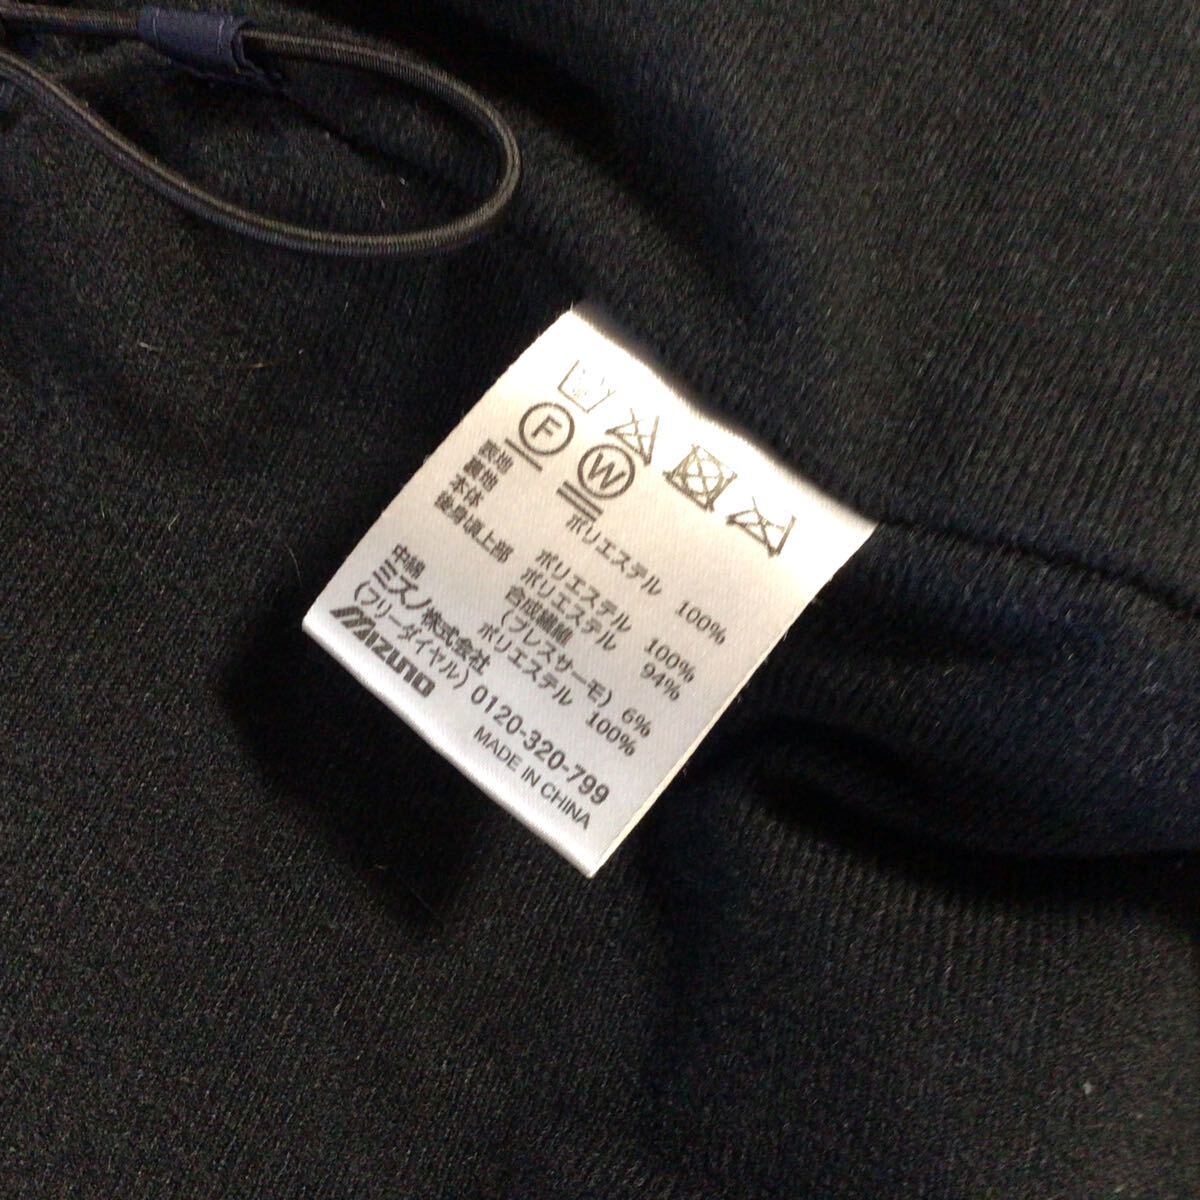 F W
表地 ポリエステル 100%
裏地
本体 ポリエステル 100%
後身頃上部 ポリエステル 94%
合成繊維
(ブレスサーモ) 6%
中綿 ポリエステル 100%
ミズノ株式会社
(フリーダイヤル) 0120-320-799
MIZUNO
MADE IN CHINA